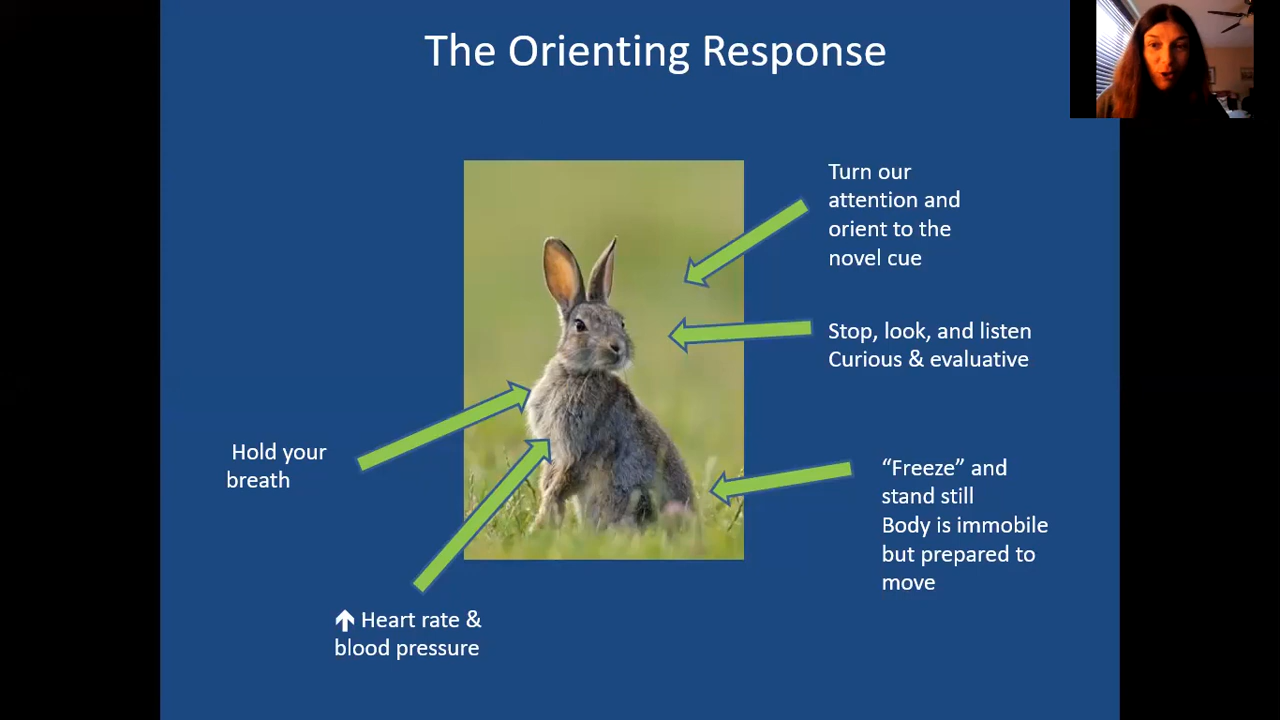 The Orienting Response
Turn our
attention and
orient to the
novel cue
Stop, look, and listen
Curious & evaluative
Hold your
breath
“Freeze” and
stand still
Body is immobile
but prepared to
move
↑ Heart rate &
blood pressure